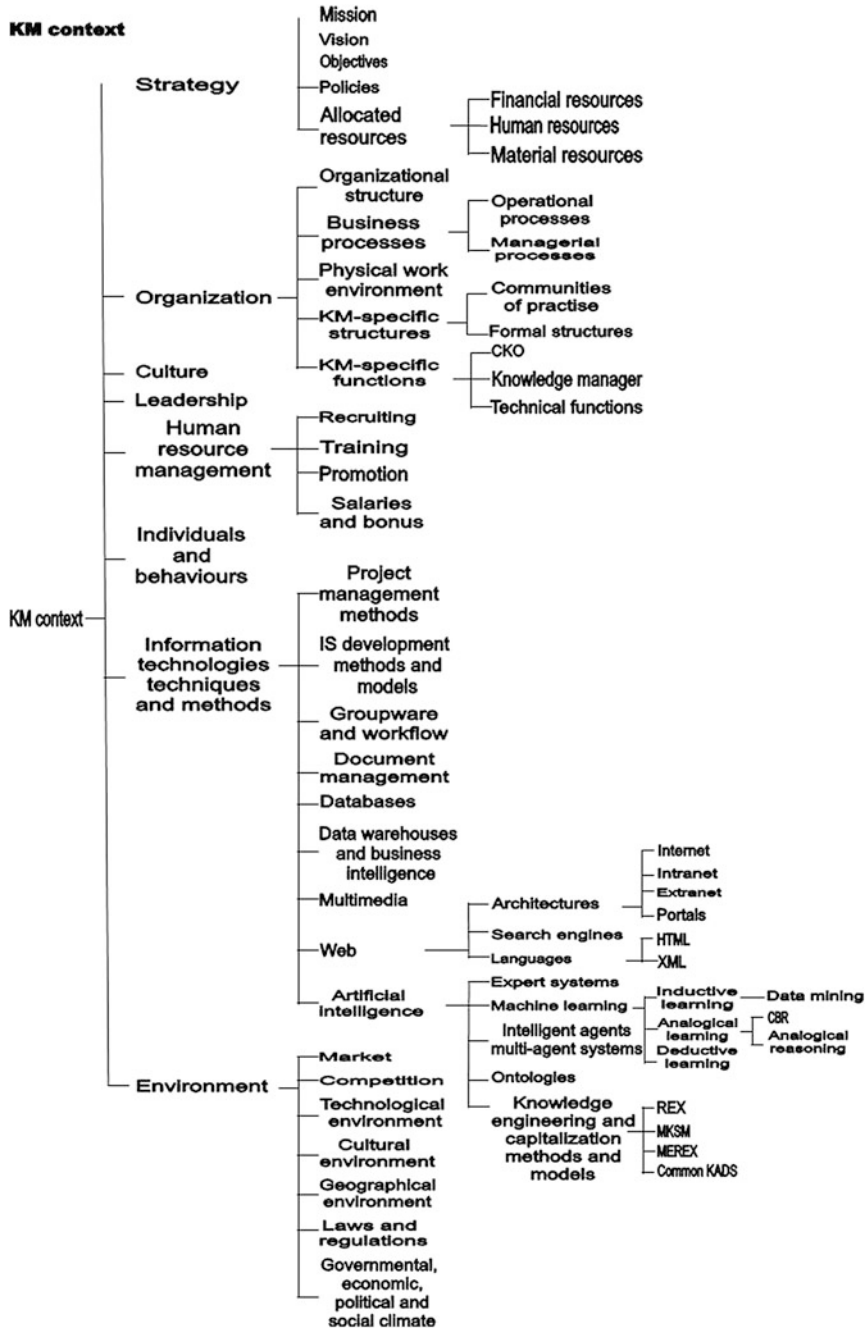 KM context
Mission
Vision
Objectives
Strategy
Policies
Allocated
resources
Financial resources
Human resources
Material resources
Organizational
structure
Business
processes
Operational
processes
Managerial
processes
Physical work
environment
Organization
KM-specific
structures
Communities
of practise
Formal structures
KM-specific
functions
CKO
Knowledge manager
Technical functions
Culture
Leadership
Human
resource
management
Recruiting
Training
Promotion
Salaries
and bonus
Individuals
and
behaviours
KM context
Information
technologies
techniques
and methods
Project
management
methods
IS development
methods and
models
Groupware
and workflow
Document
management
Databases
Data warehouses
and business
intelligence
Multimedia
Web
Architectures
Internet
Intranet
Extranet
Portals
Search engines
Languages
HTML
XML
Artificial
intelligence
Expert systems
Machine learning
Inductive
learning
Data mining
Analogical
learning
CBR
Analogical
reasoning
Deductive
learning
Intelligent agents
multi-agent systems
Ontologies
Knowledge
engineering and
capitalization
methods and
models
REX
MKSM
MEREX
Common KADS
Environment
Market
Competition
Technological
environment
Cultural
environment
Geographical
environment
Laws and
regulations
Governmental,
economic,
political and
social climate